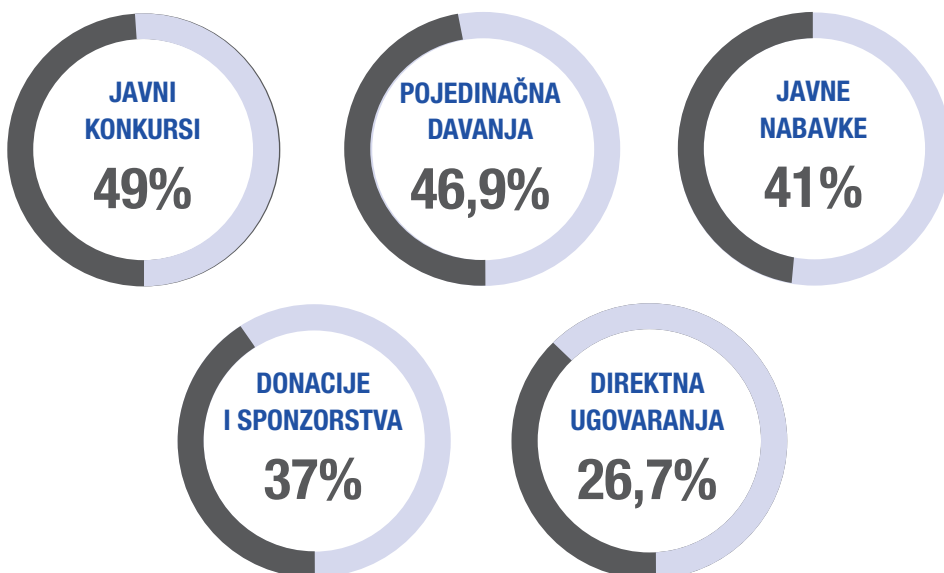 JAVNI
KONKURSI
49%
POJEDINAČNA
DAVANJA
46,9%
JAVNE
NABAVKE
41%
DONACIJE
I SPONZORSTVA
37%
DIREKTNA
UGOVARANJA
26,7%